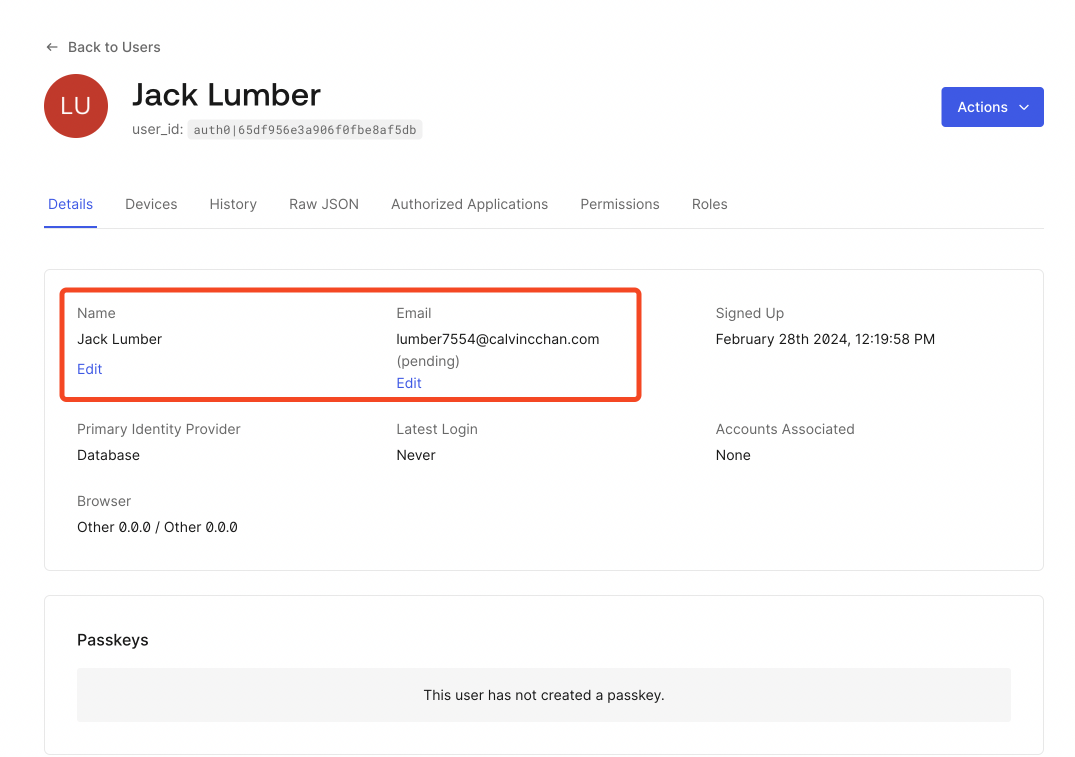 ← Back to Users
LU
Jack Lumber
user_id: auth0|65df956e3a906f0fbe8af5db
Actions
Details Devices History Raw JSON Authorized Applications Permissions Roles
Name Email Signed Up
Jack Lumber lumber7554@calvincchan.com February 28th 2024, 12:19:58 PM
(pending)
Edit
Edit
Primary Identity Provider Latest Login Accounts Associated
Database Never None
Browser
Other 0.0.0 / Other 0.0.0
Passkeys
This user has not created a passkey.